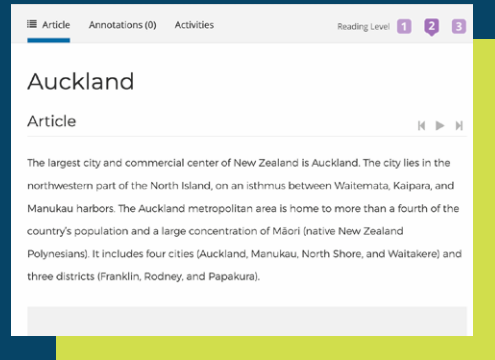 Article Annotations (0) Activities Reading Level 1 2 3
Auckland
Article
The largest city and commercial center of New Zealand is Auckland. The city lies in the
northwestern part of the North Island, on an isthmus between Waitemata, Kaipara, and
Manukau harbors. The Auckland metropolitan area is home to more than a fourth of the
country's population and a large concentration of Māori (native New Zealand
Polynesians). It includes four cities (Auckland, Manukau, North Shore, and Waitakere) and
three districts (Franklin, Rodney, and Papakura).